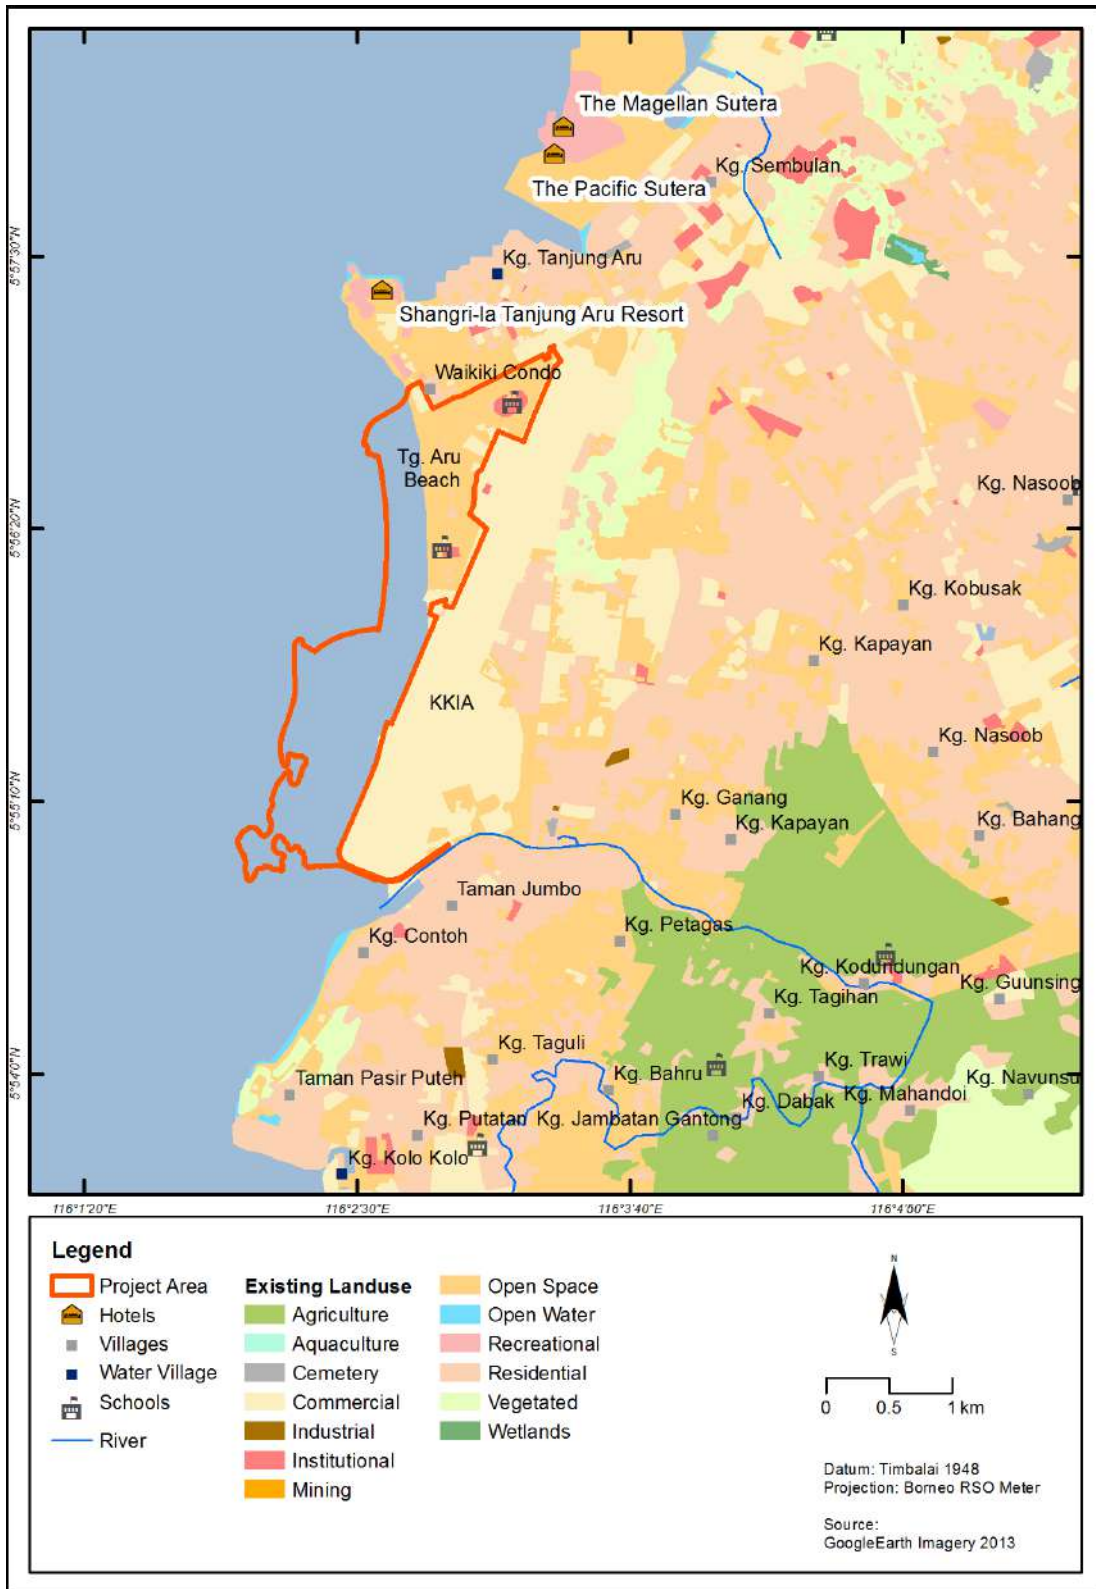 The Magellan Sutera
Kg. Sembulan
The Pacific Sutera
Kg. Tanjung Aru
5°57'30"N
Shangri-la Tanjung Aru Resort
Waikiki Condo
Tg. Aru
Beach
Kg. Nasoob
5°56'20"N
Kg. Kobusak
Kg. Kapayan
KKIA
Kg. Nasoob
5°55'10"N
Kg. Ganang
Kg. Kapayan
Kg. Bahang
Taman Jumbo
Kg. Petagas
Kg. Contoh
Kg. Kodundungan
Kg. Guunsing
Kg. Tagihan
Kg. Taguli
5°54'0"N
Taman Pasir Puteh
Kg. Bahru
Kg. Trawi
Kg. Navunsu
Kg. Dabak
Kg. Mahandoi
Kg. Putatan
Kg. Jambatan Gantong
Kg. Kolo Kolo
116°1'20"E
116°2'30"E
116°3'40"E
116°4'50"E
Legend
Project Area
Hotels
Villages
Water Village
Schools
River
Existing Landuse
Agriculture
Aquaculture
Cemetery
Commercial
Industrial
Institutional
Mining
Open Space
Open Water
Recreational
Residential
Vegetated
Wetlands
N
S
0 0.5 1 km
Datum: Timbalai 1948
Projection: Borneo RSO Meter
Source:
GoogleEarth Imagery 2013